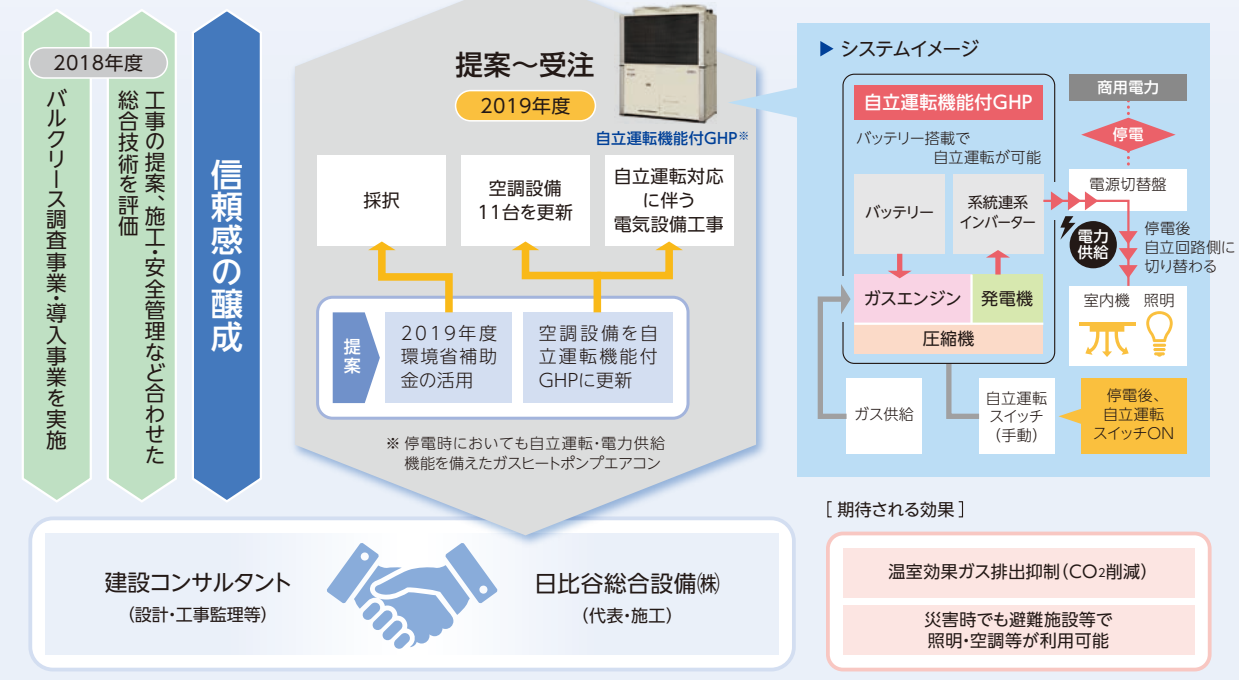 2018年度
バルクリース調査事業・導入事業を実施
工事の提案、施工・安全管理など合わせた
総合技術を評価
信頼感の醸成
提案～受注
2019年度
自立運転機能付GHP※
採択
空調設備
11台を更新
自立運転対応
に伴う
電気設備工事
提案
2019年度
環境省補助
金の活用
空調設備を自
立運転機能付
GHPに更新
※ 停電時においても自立運転・電力供給
機能を備えたガスヒートポンプエアコン
▶ システムイメージ
自立運転機能付GHP
バッテリー搭載で
自立運転が可能
バッテリー
系統連系
インバーター
ガスエンジン
発電機
圧縮機
商用電力
停電
電源切替盤
電力
供給
停電後
自立回路側に
切り替わる
室内機 照明
ガス供給
自立運転
スイッチ
(手動)
停電後、
自立運転
スイッチON
建設コンサルタント
(設計・工事監理等)
日比谷総合設備㈱
(代表・施工)
[ 期待される効果 ]
温室効果ガス排出抑制(CO2削減)
災害時でも避難施設等で
照明・空調等が利用可能